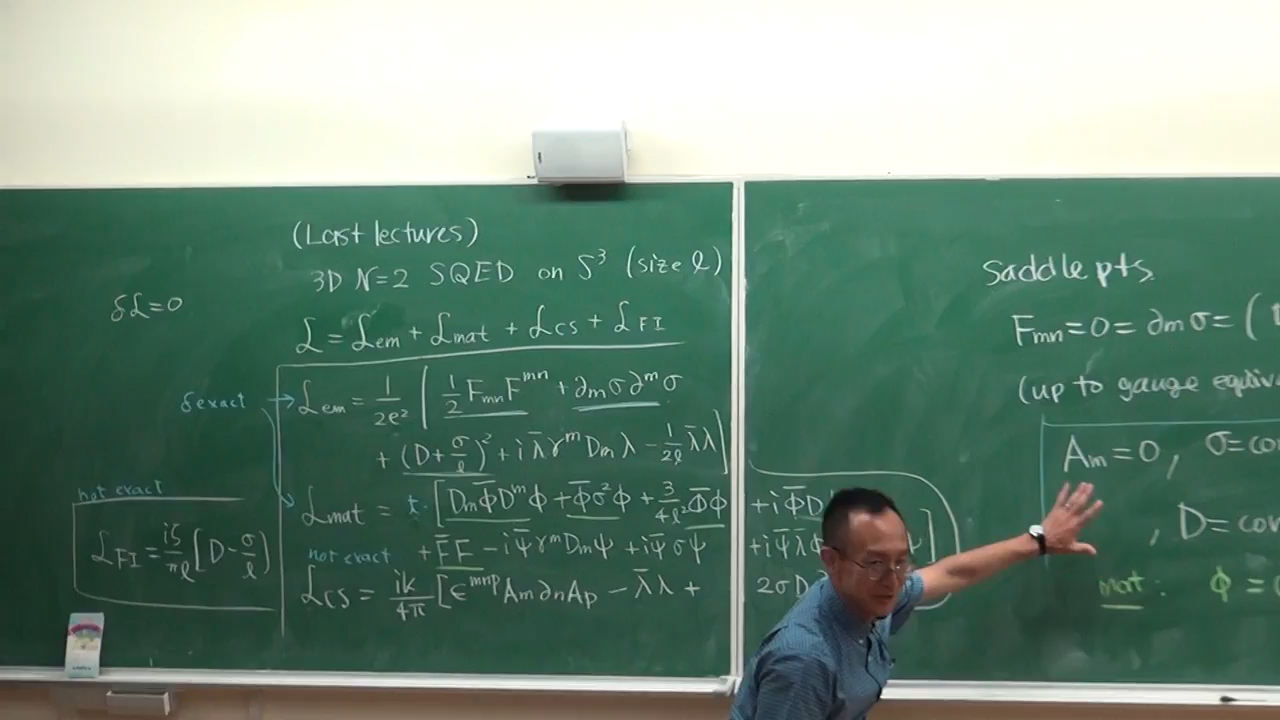 (Last lectures)
3D N=2 SQED on S³ (size ℓ)
δℒ=0
ℒ = ℒem + ℒmat + ℒCS + ℒFI
δexact → ℒem = 1/2e² [ 1/2 FmnF^mn + ∂mσ∂^mσ
+ (D+σ/ℓ)² + iλ̄γ^mDmλ − 1/2ℓ λ̄λ ]
ℒmat = t·[ Dmϕ̄D^mϕ + ϕ̄σ²ϕ + 3/4ℓ² ϕ̄ϕ + iϕ̄D
not exact
+ F̄F − iψ̄γ^mDmψ + iψ̄σψ + iψ̄λ̄ϕ ]
ℒCS = ik/4π [ ϵ^mnp Am∂nAp − λ̄λ + 2σD
not exact
ℒFI = iζ/πℓ [ D − σ/ℓ ]
saddle pts.
Fmn = 0 = ∂mσ = (
(up to gauge equiv
Am = 0, σ = con
, D = con
mat: ϕ =